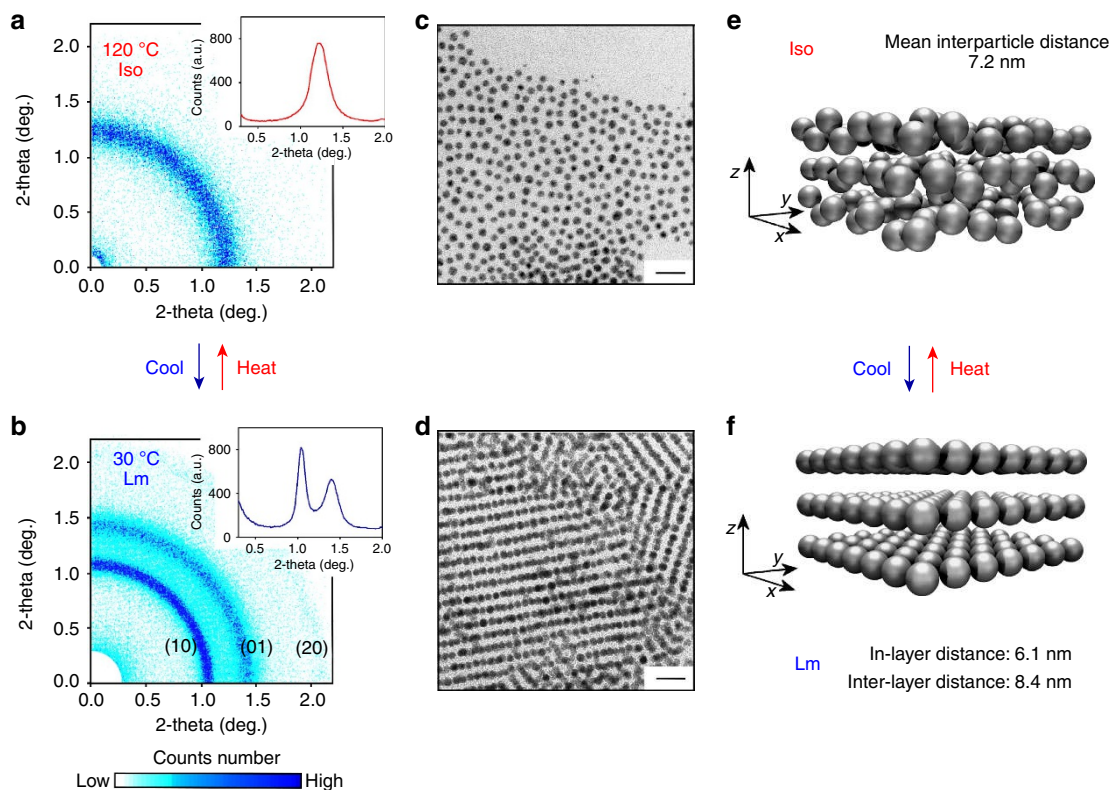 a
2.0
1.5
1.0
0.5
0.0
2-theta (deg.)
120 °C
Iso
0.0 0.5 1.0 1.5 2.0
2-theta (deg.)
800
400
0
Counts (a.u.)
0.5 1.0 1.5 2.0
2-theta (deg.)
Cool
Heat
b
2.0
1.5
1.0
0.5
0.0
2-theta (deg.)
30 °C
Lm
(10) (01) (20)
0.0 0.5 1.0 1.5 2.0
2-theta (deg.)
800
400
0
Counts (a.u.)
0.5 1.0 1.5 2.0
2-theta (deg.)
Counts number
Low High
c
d
e
Iso
Mean interparticle distance
7.2 nm
z
y
x
Cool
Heat
f
z
y
x
Lm
In-layer distance: 6.1 nm
Inter-layer distance: 8.4 nm